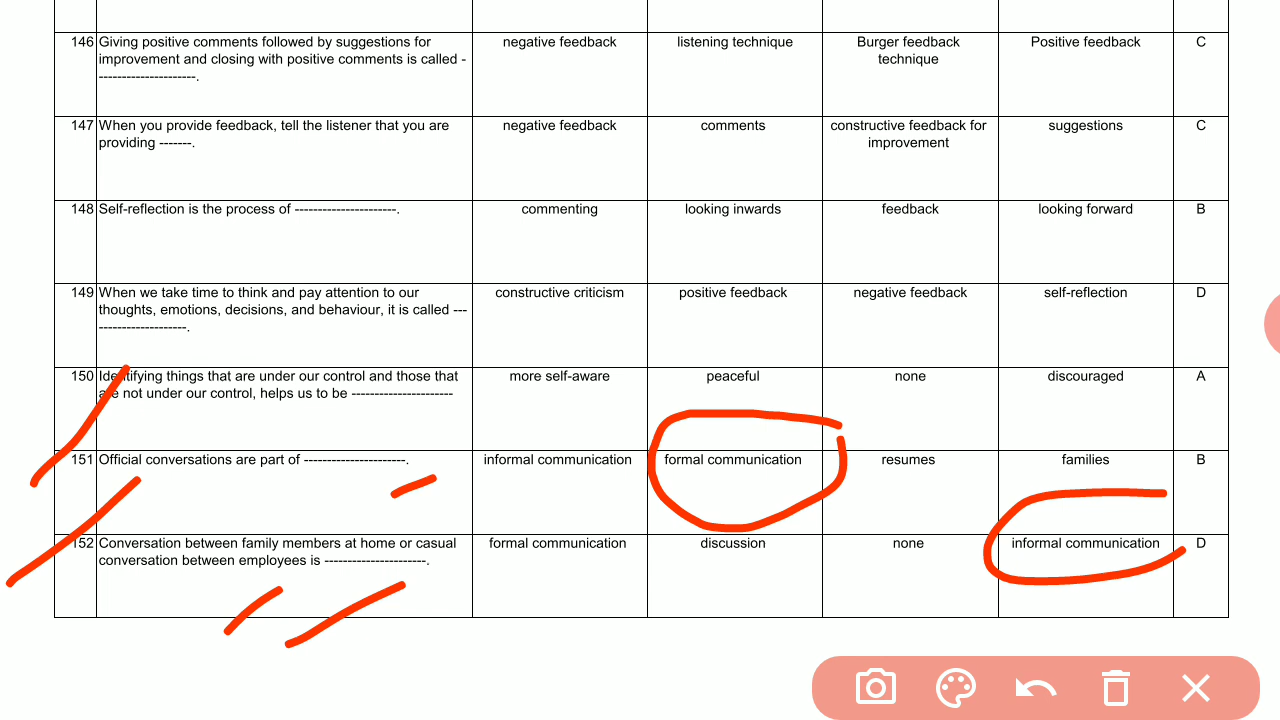 146 Giving positive comments followed by suggestions for improvement and closing with positive comments is called ----------------------. negative feedback listening technique Burger feedback technique Positive feedback C
147 When you provide feedback, tell the listener that you are providing -------. negative feedback comments constructive feedback for improvement suggestions C
148 Self-reflection is the process of ----------------------. commenting looking inwards feedback looking forward B
149 When we take time to think and pay attention to our thoughts, emotions, decisions, and behaviour, it is called ----------------------. constructive criticism positive feedback negative feedback self-reflection D
150 Identifying things that are under our control and those that are not under our control, helps us to be ---------------------- more self-aware peaceful none discouraged A
151 Official conversations are part of ----------------------. informal communication formal communication resumes families B
152 Conversation between family members at home or casual conversation between employees is ----------------------. formal communication discussion none informal communication D